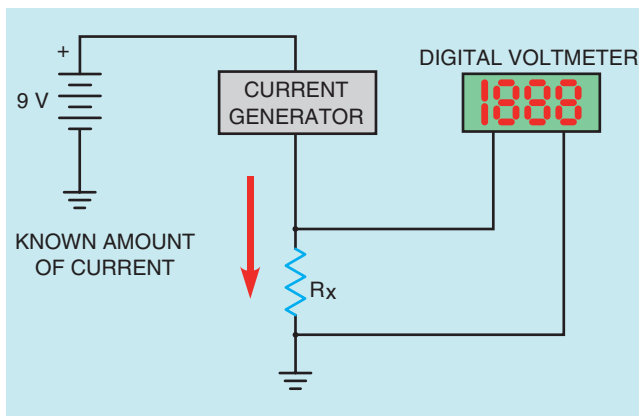 +
9 V
CURRENT
GENERATOR
DIGITAL VOLTMETER
1888
KNOWN AMOUNT
OF CURRENT
Rx